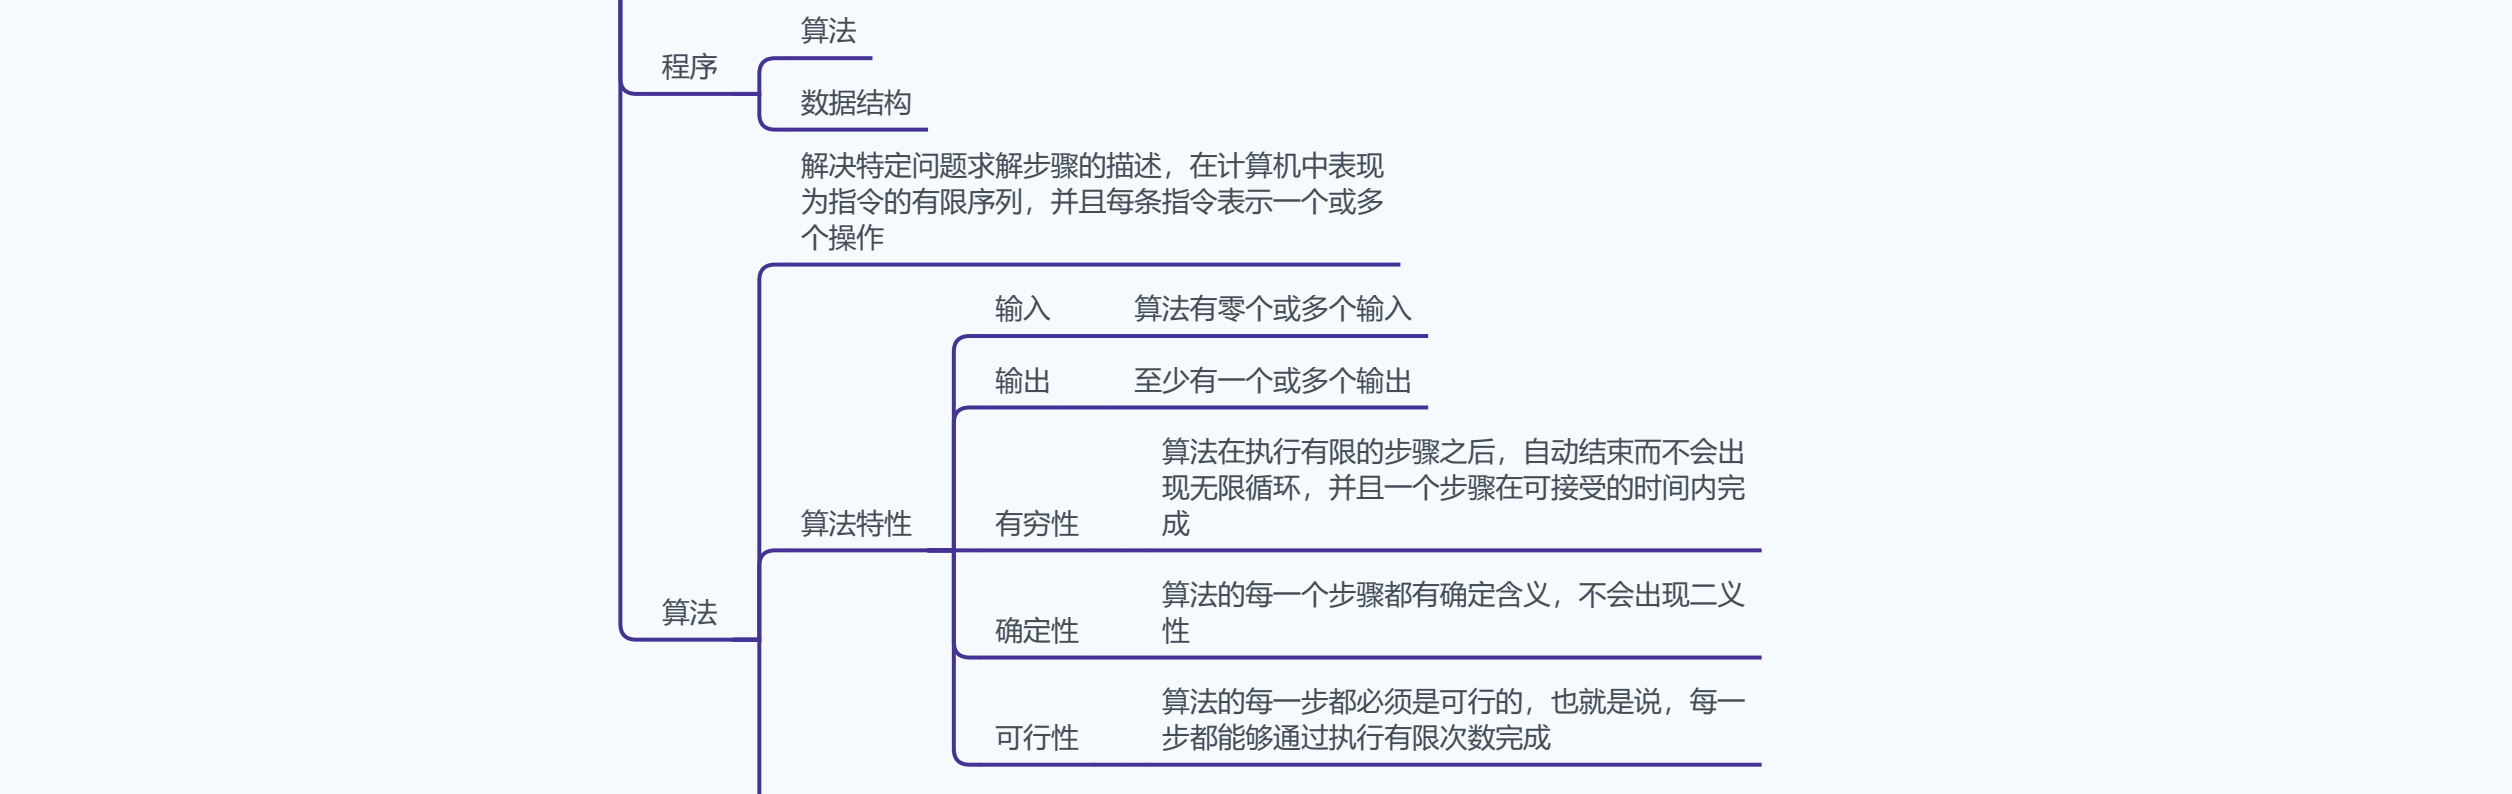 算法
程序
数据结构
解决特定问题求解步骤的描述，在计算机中表现
为指令的有限序列，并且每条指令表示一个或多
个操作
输入
算法有零个或多个输入
输出
至少有一个或多个输出
算法特性
有穷性
算法在执行有限的步骤之后，自动结束而不会出
现无限循环，并且一个步骤在可接受的时间内完
成
算法
确定性
算法的每一个步骤都有确定含义，不会出现二义
性
可行性
算法的每一步都必须是可行的，也就是说，每一
步都能够通过执行有限次数完成